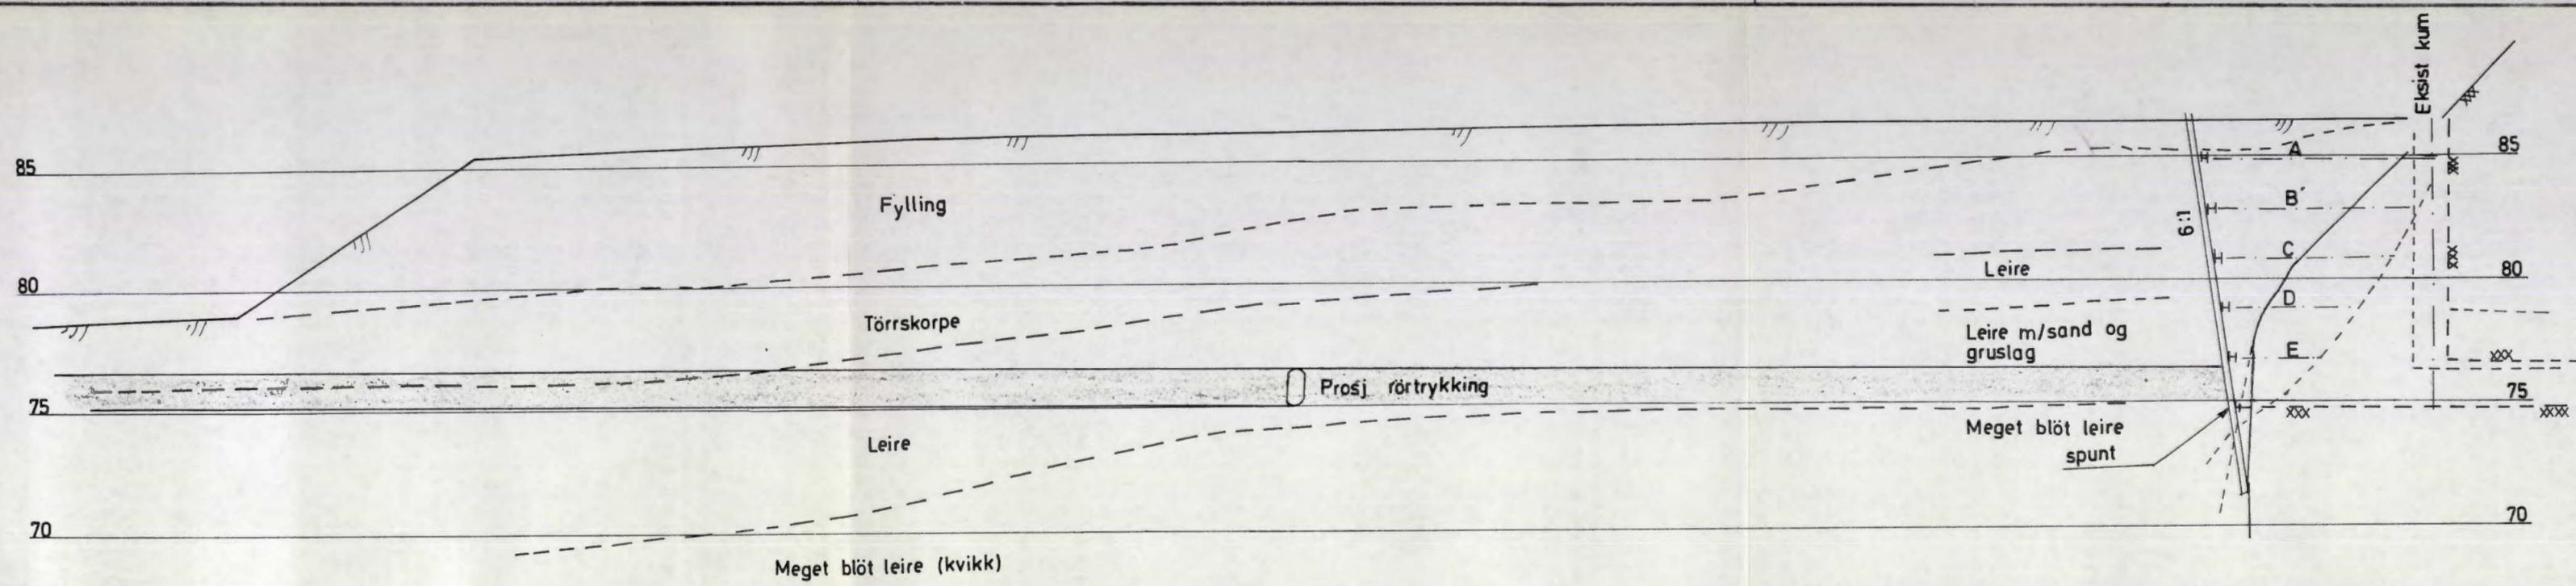 Eksist kum
85
85
A
Fylling
B
6:1
C
Leire
80
80
D
Törrskorpe
Leire m/sand og
gruslag
E
Prosj rörtrykking
75
75
Leire
Meget blöt leire
spunt
70
70
Meget blöt leire (kvikk)